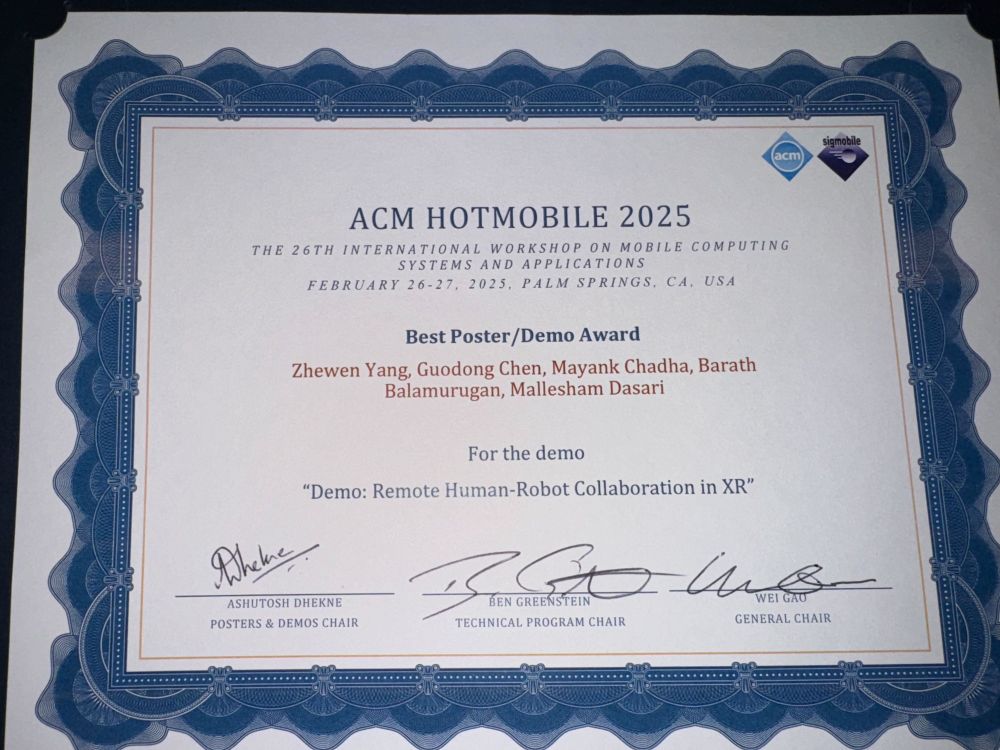 acm
sigmobile
ACM HOTMOBILE 2025
THE 26TH INTERNATIONAL WORKSHOP ON MOBILE COMPUTING
SYSTEMS AND APPLICATIONS
FEBRUARY 26-27, 2025, PALM SPRINGS, CA, USA
Best Poster/Demo Award
Zhewen Yang, Guodong Chen, Mayank Chadha, Barath
Balamurugan, Mallesham Dasari
For the demo
“Demo: Remote Human-Robot Collaboration in XR”
ADhekne
ASHUTOSH DHEKNE
POSTERS & DEMOS CHAIR
BEN GREENSTEIN
TECHNICAL PROGRAM CHAIR
WEI GAO
GENERAL CHAIR